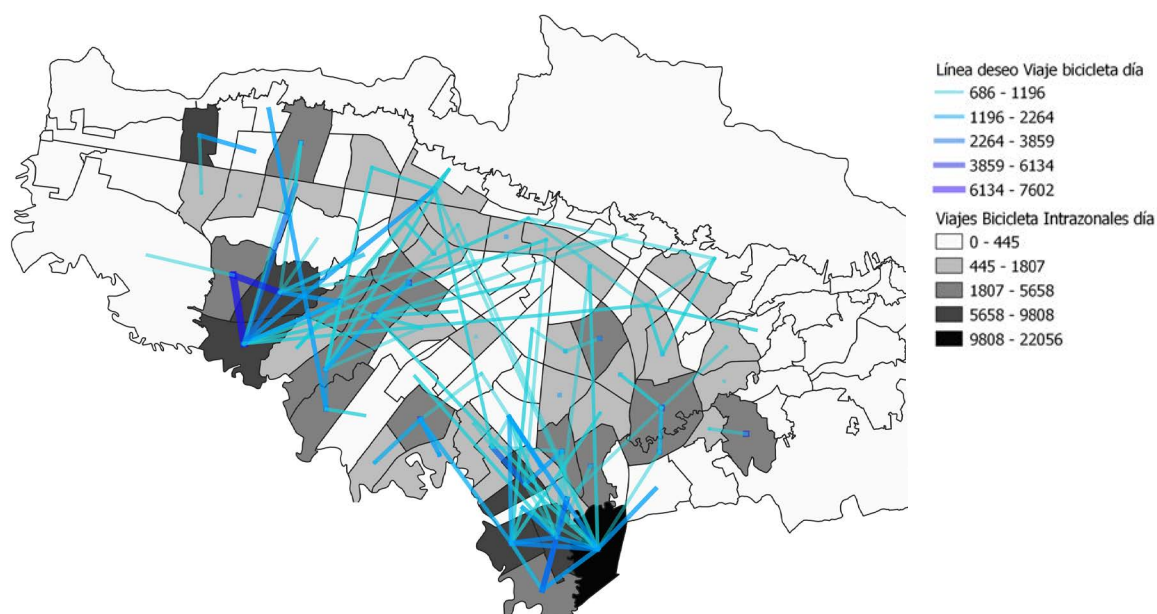 Línea deseo Viaje bicicleta día
686 - 1196
1196 - 2264
2264 - 3859
3859 - 6134
6134 - 7602
Viajes Bicicleta Intrazonales día
0 - 445
445 - 1807
1807 - 5658
5658 - 9808
9808 - 22056